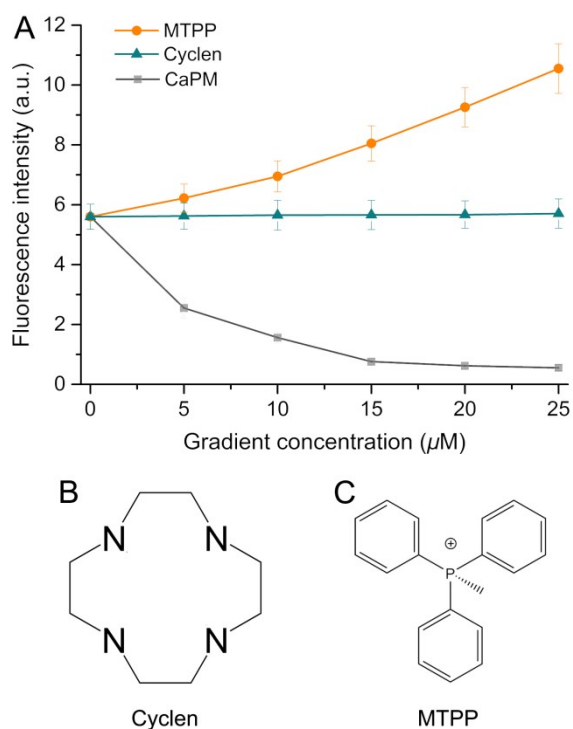 A
MTPP
Cyclen
CaPM
Fluorescence intensity (a.u.)
12
10
8
6
4
2
0
0 5 10 15 20 25
Gradient concentration (µM)
B C
N N
N N
P
⊕
Cyclen MTPP